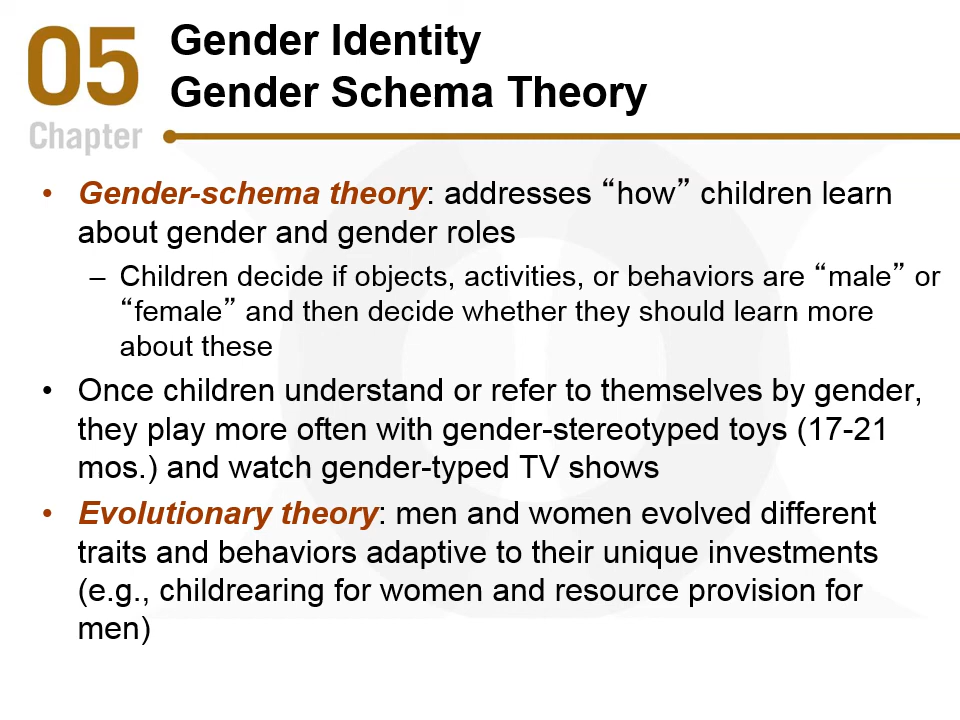 05
Chapter
Gender Identity
Gender Schema Theory
• Gender-schema theory: addresses “how” children learn
about gender and gender roles
– Children decide if objects, activities, or behaviors are “male” or
“female” and then decide whether they should learn more
about these
• Once children understand or refer to themselves by gender,
they play more often with gender-stereotyped toys (17-21
mos.) and watch gender-typed TV shows
• Evolutionary theory: men and women evolved different
traits and behaviors adaptive to their unique investments
(e.g., childrearing for women and resource provision for
men)